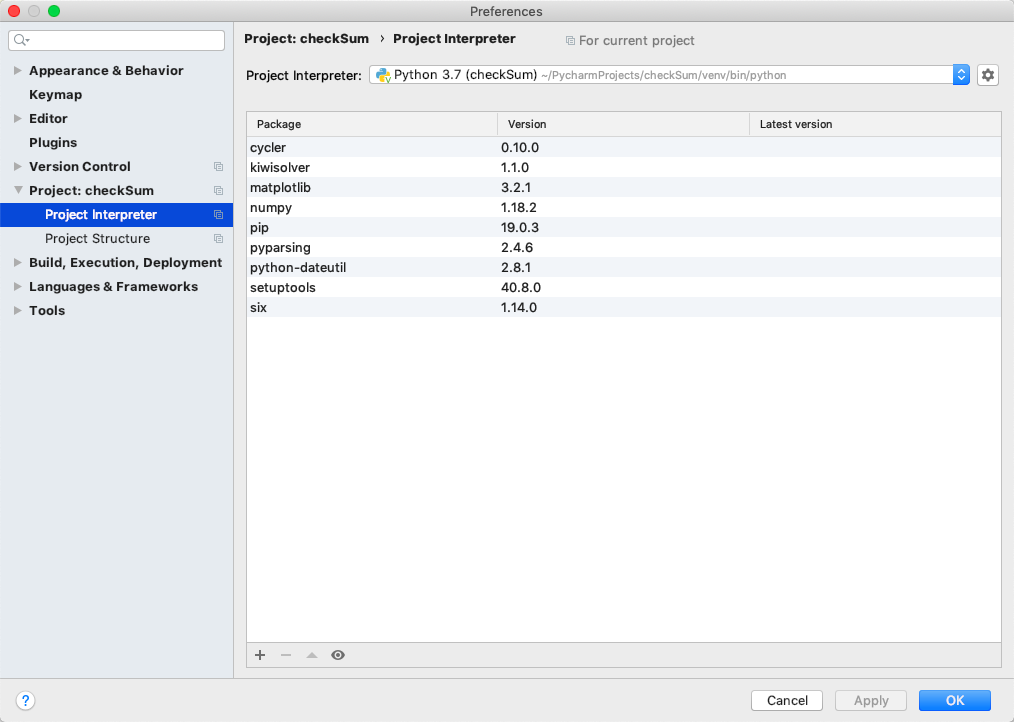 Preferences
Appearance & Behavior
Keymap
Editor
Plugins
Version Control
Project: checkSum
Project Interpreter
Project Structure
Build, Execution, Deployment
Languages & Frameworks
Tools
Project: checkSum › Project Interpreter For current project
Project Interpreter: Python 3.7 (checkSum) ~/PycharmProjects/checkSum/venv/bin/python
Package Version Latest version
cycler 0.10.0
kiwisolver 1.1.0
matplotlib 3.2.1
numpy 1.18.2
pip 19.0.3
pyparsing 2.4.6
python-dateutil 2.8.1
setuptools 40.8.0
six 1.14.0
? Cancel Apply OK